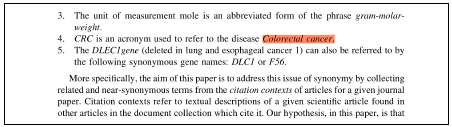 3. The unit of measurement mole is an abbreviated form of the phrase gram-molar-
weight.
4. CRC is an acronym used to refer to the disease Colorectal cancer.
5. The DLEC1gene (deleted in lung and esophageal cancer 1) can also be referred to by
the following synonymous gene names: DLC1 or F56.
More specifically, the aim of this paper is to address this issue of synonymy by collecting
related and near-synonymous terms from the citation contexts of articles for a given journal
paper. Citation contexts refer to textual descriptions of a given scientific article found in
other articles in the document collection which cite it. Our hypothesis, in this paper, is that